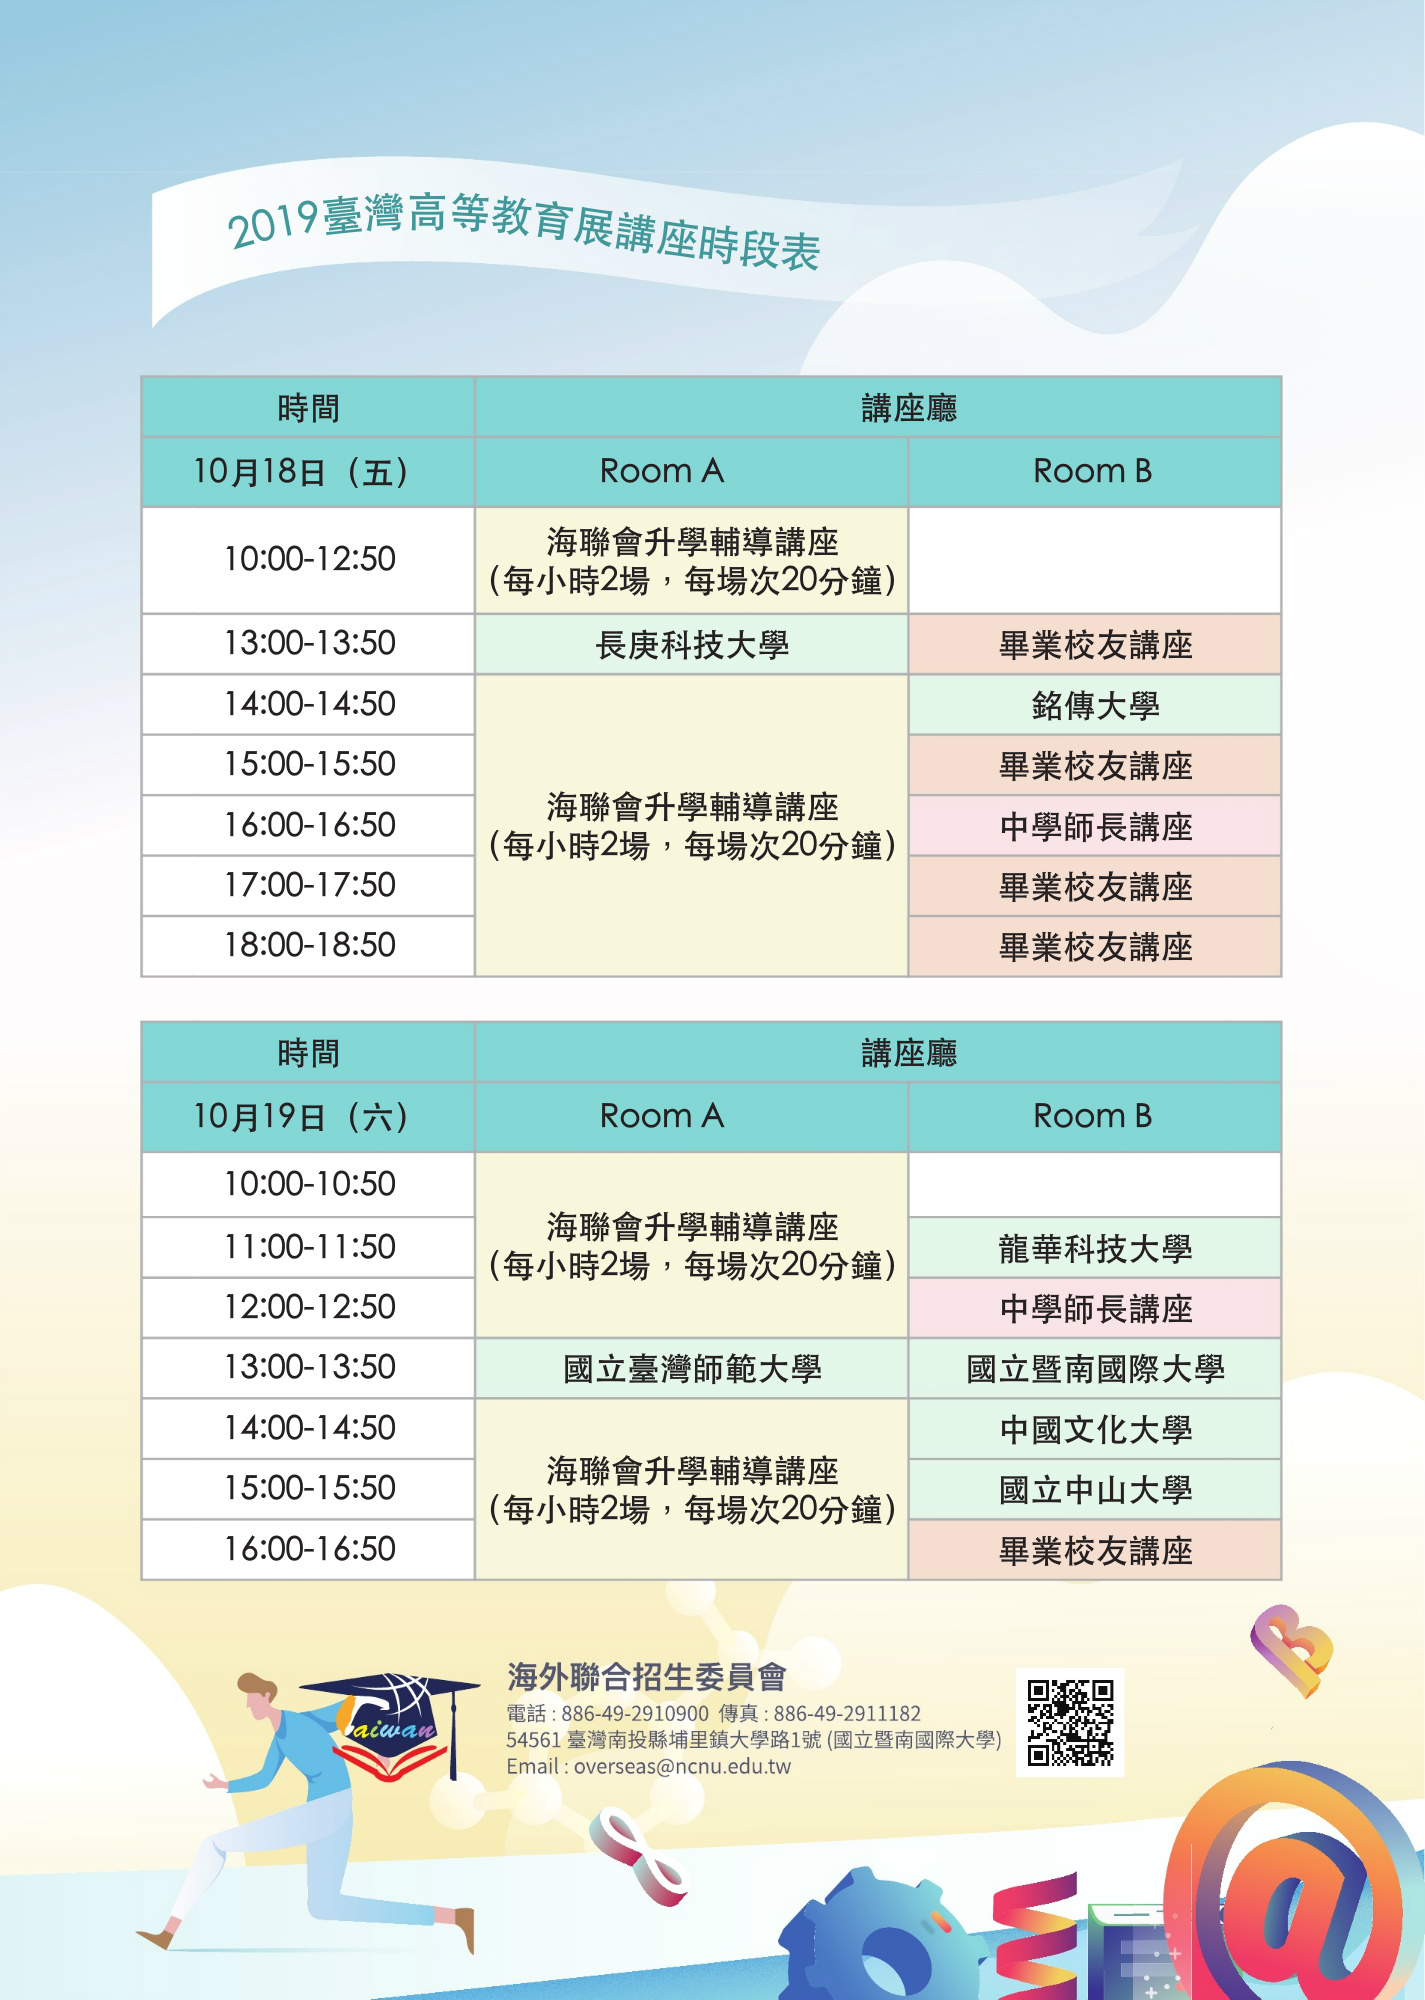 2019臺灣高等教育展講座時段表
時間
講座廳
10月18日（五）
Room A
Room B
10:00-12:50
海聯會升學輔導講座
(每小時2場，每場次20分鐘)
13:00-13:50
長庚科技大學
畢業校友講座
14:00-14:50
銘傳大學
15:00-15:50
畢業校友講座
海聯會升學輔導講座
(每小時2場，每場次20分鐘)
16:00-16:50
中學師長講座
17:00-17:50
畢業校友講座
18:00-18:50
畢業校友講座
時間
講座廳
10月19日（六）
Room A
Room B
10:00-10:50
海聯會升學輔導講座
(每小時2場，每場次20分鐘)
11:00-11:50
龍華科技大學
12:00-12:50
中學師長講座
13:00-13:50
國立臺灣師範大學
國立暨南國際大學
14:00-14:50
中國文化大學
海聯會升學輔導講座
(每小時2場，每場次20分鐘)
15:00-15:50
國立中山大學
16:00-16:50
畢業校友講座
Taiwan
海外聯合招生委員會
電話 : 886-49-2910900 傳真 : 886-49-2911182
54561 臺灣南投縣埔里鎮大學路1號 (國立暨南國際大學)
Email : overseas@ncnu.edu.tw
@